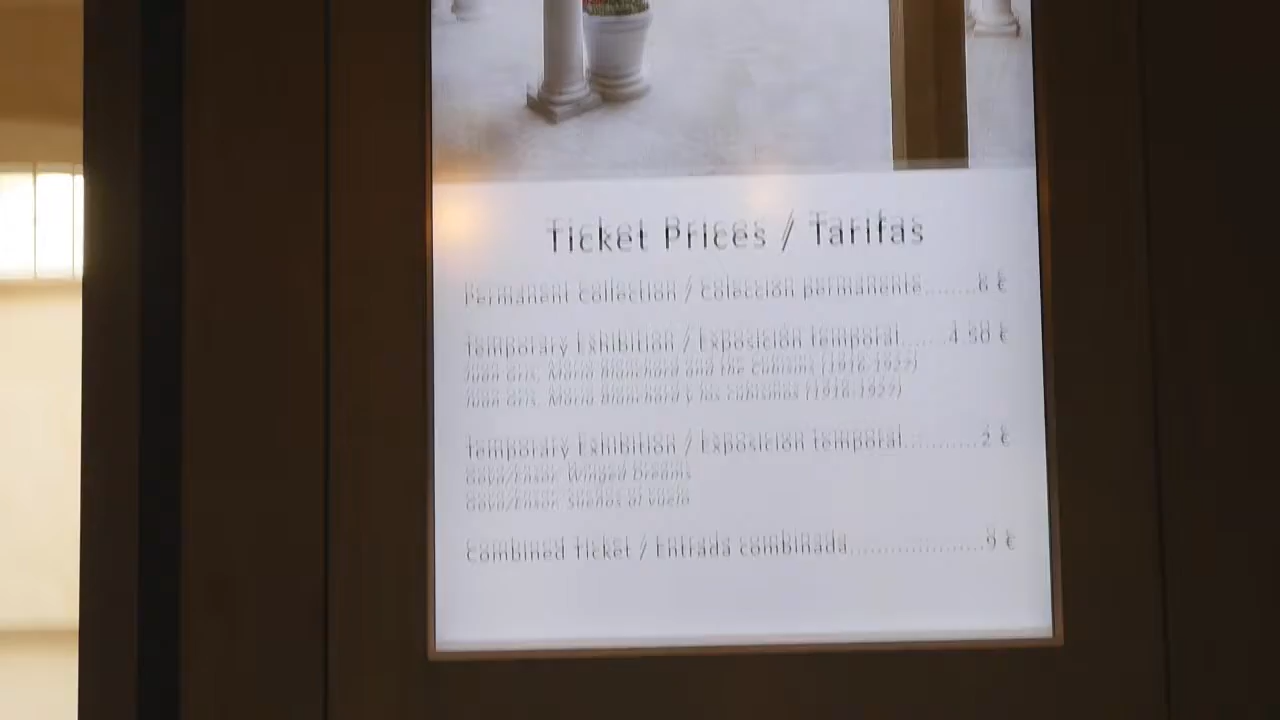 Ticket Prices / Tarifas
Permanent Collection / Colección permanente........6 €
Temporary Exhibition / Exposición temporal.......4.50 €
Juan Gris, María Blanchard and the Cubisms (1916-1927)
Juan Gris, María Blanchard y los cubismos (1916-1927)
Temporary Exhibition / Exposición temporal............2 €
Goya/Ensor. Winged Dreams
Goya/Ensor. Sueños al vuelo
Combined Ticket / Entrada combinada.....................9 €